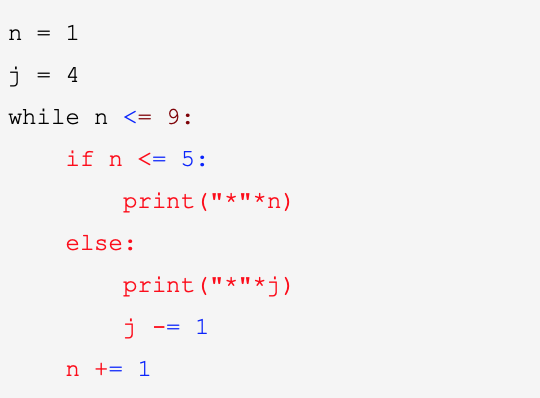 n = 1
j = 4
while n <= 9:
    if n <= 5:
        print("*"*n)
    else:
        print("*"*j)
        j -= 1
    n += 1